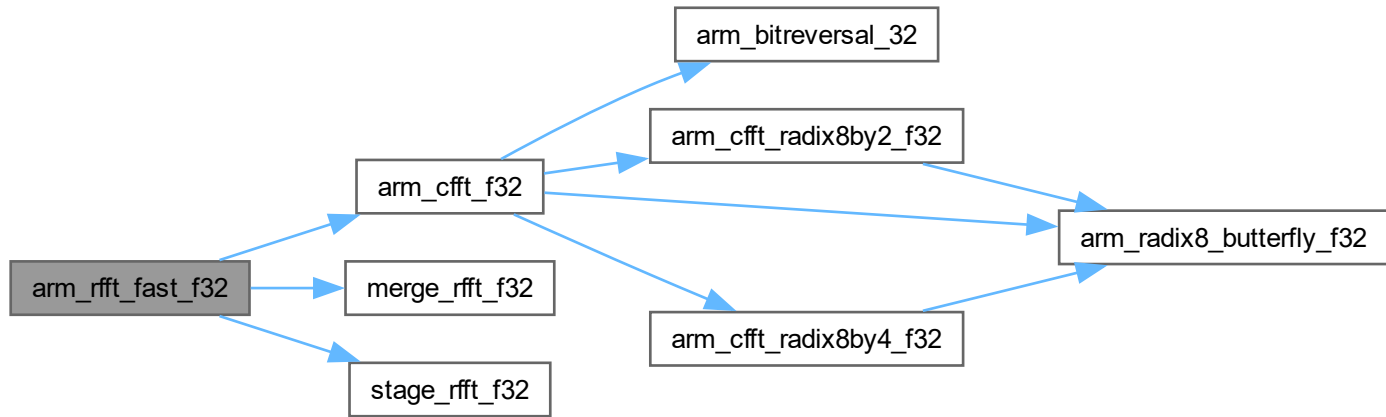 arm_bitreversal_32
arm_cfft_radix8by2_f32
arm_cfft_f32
arm_radix8_butterfly_f32
arm_rfft_fast_f32
merge_rfft_f32
arm_cfft_radix8by4_f32
stage_rfft_f32